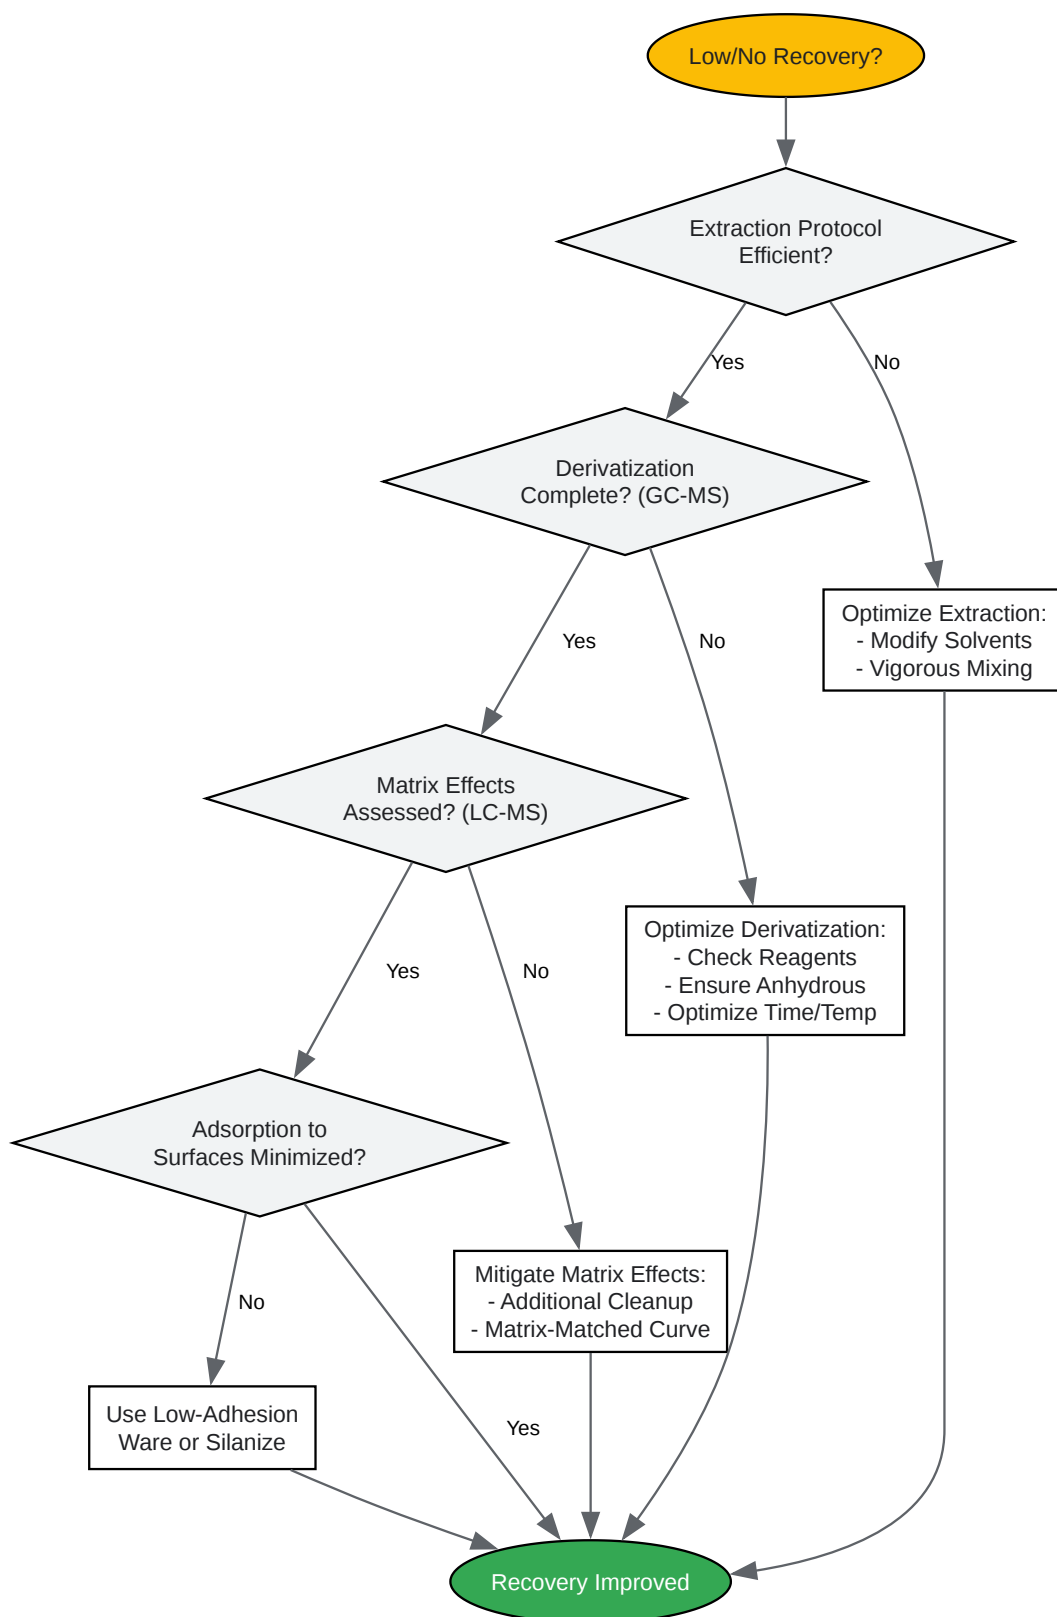 Low/No Recovery?
Extraction Protocol
Efficient?
Yes
No
Derivatization
Complete? (GC-MS)
Optimize Extraction:
- Modify Solvents
- Vigorous Mixing
Yes
No
Matrix Effects
Assessed? (LC-MS)
Optimize Derivatization:
- Check Reagents
- Ensure Anhydrous
- Optimize Time/Temp
Yes
No
Adsorption to
Surfaces Minimized?
Mitigate Matrix Effects:
- Additional Cleanup
- Matrix-Matched Curve
No
Yes
Use Low-Adhesion
Ware or Silanize
Recovery Improved